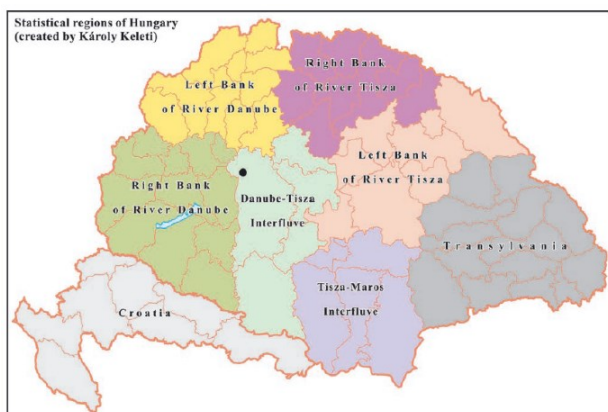 Statistical regions of Hungary
(created by Károly Keleti)
Left Bank
of River Danube
Right Bank
of River Tisza
Right Bank
of River Danube
Danube-Tisza
Interfluve
Left Bank
of River Tisza
Transylvania
Croatia
Tisza-Maros
Interfluve